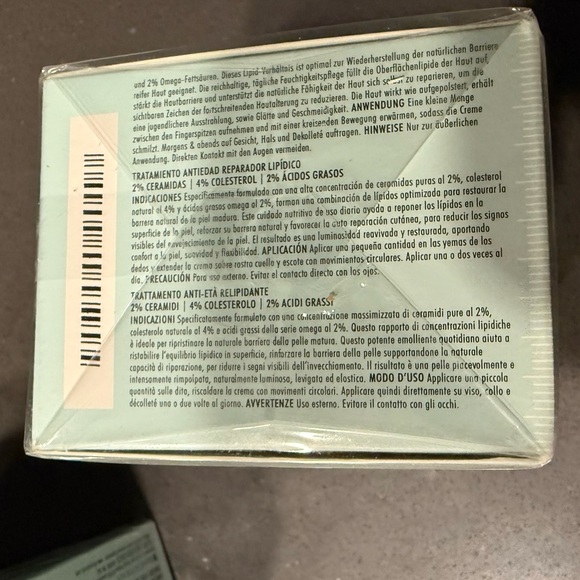 und 2% Omega-Fettsäuren. Dieses Lipid-Verhältnis ist optimal zur Wiederherstellung der natürlichen Barriere
reifer Haut geeignet. Die reichhaltige, tägliche Feuchtigkeitspflege füllt die Oberflächenlipide der Haut auf,
stärkt die Hautbarriere und unterstützt die natürliche Fähigkeit der Haut sich selbst zu reparieren, um die
sichtbaren Zeichen der fortschreitenden Hautalterung zu reduzieren. Die Haut wirkt wie aufgepolstert, erhält
eine jugendlichere Ausstrahlung, sowie Glätte und Geschmeidigkeit. ANWENDUNG Eine kleine Menge
zwischen den Fingerspitzen aufnehmen und mit einer kreisenden Bewegung erwärmen, sodass die Creme
schmilzt. Morgens & abends auf Gesicht, Hals und Dekolleté auftragen. HINWEISE Nur zur äußerlichen
Anwendung. Direkten Kontakt mit den Augen vermeiden.
TRATAMIENTO ANTIEDAD REPARADOR LIPÍDICO
2% CERAMIDAS | 4% COLESTEROL | 2% ÁCIDOS GRASOS
INDICACIONES Específicamente formulado con una alta concentración de ceramidas puras al 2%, colesterol
natural al 4% y ácidos grasos omega al 2%, forman una combinación de lípidos optimizada para restaurar la
barrera natural de la piel madura. Este cuidado nutritivo de uso diario ayuda a reponer los lípidos en la
superficie de la piel, reforzar su barrera natural y favorecer la auto reparación cutánea, para reducir los signos
visibles del envejecimiento de la piel. El resultado es una luminosidad reavivada y restaurada, aportando
confort a la piel, suavidad y flexibilidad. APLICACIÓN Aplicar una pequeña cantidad en las yemas de los
dedos y extender la crema sobre rostro cuello y escote con movimientos circulares. Aplicar una o dos veces al
día. PRECAUCIÓN Para uso externo. Evitar el contacto directo con los ojos.
TRATTAMENTO ANTI-ETÀ RELIPIDANTE
2% CERAMIDI | 4% COLESTEROLO | 2% ACIDI GRASSI
INDICAZIONI Specificatamente formulato con una concentrazione massimizzata di ceramidi pure al 2%,
colesterolo naturale al 4% e acidi grassi della serie omega al 2%. Questo rapporto di concentrazioni lipidiche
è ideale per ripristinare la naturale barriera della pelle matura. Questo potente emolliente quotidiano aiuta a
ristabilire l'equilibrio lipidico in superficie, rinforzare la barriera della pelle supportandone la naturale
capacità di riparazione, per ridurre i segni visibili dell'invecchiamento. Il risultato è una pelle piacevolmente e
intensamente rimpolpata, naturalmente luminosa, levigata ed elastica. MODO D'USO Applicare una piccola
quantità sulle dita, riscaldare la crema con movimenti circolari. Applicare quindi direttamente su viso, collo e
décolleté una o due volte al giorno. AVVERTENZE Uso esterno. Evitare il contatto con gli occhi.